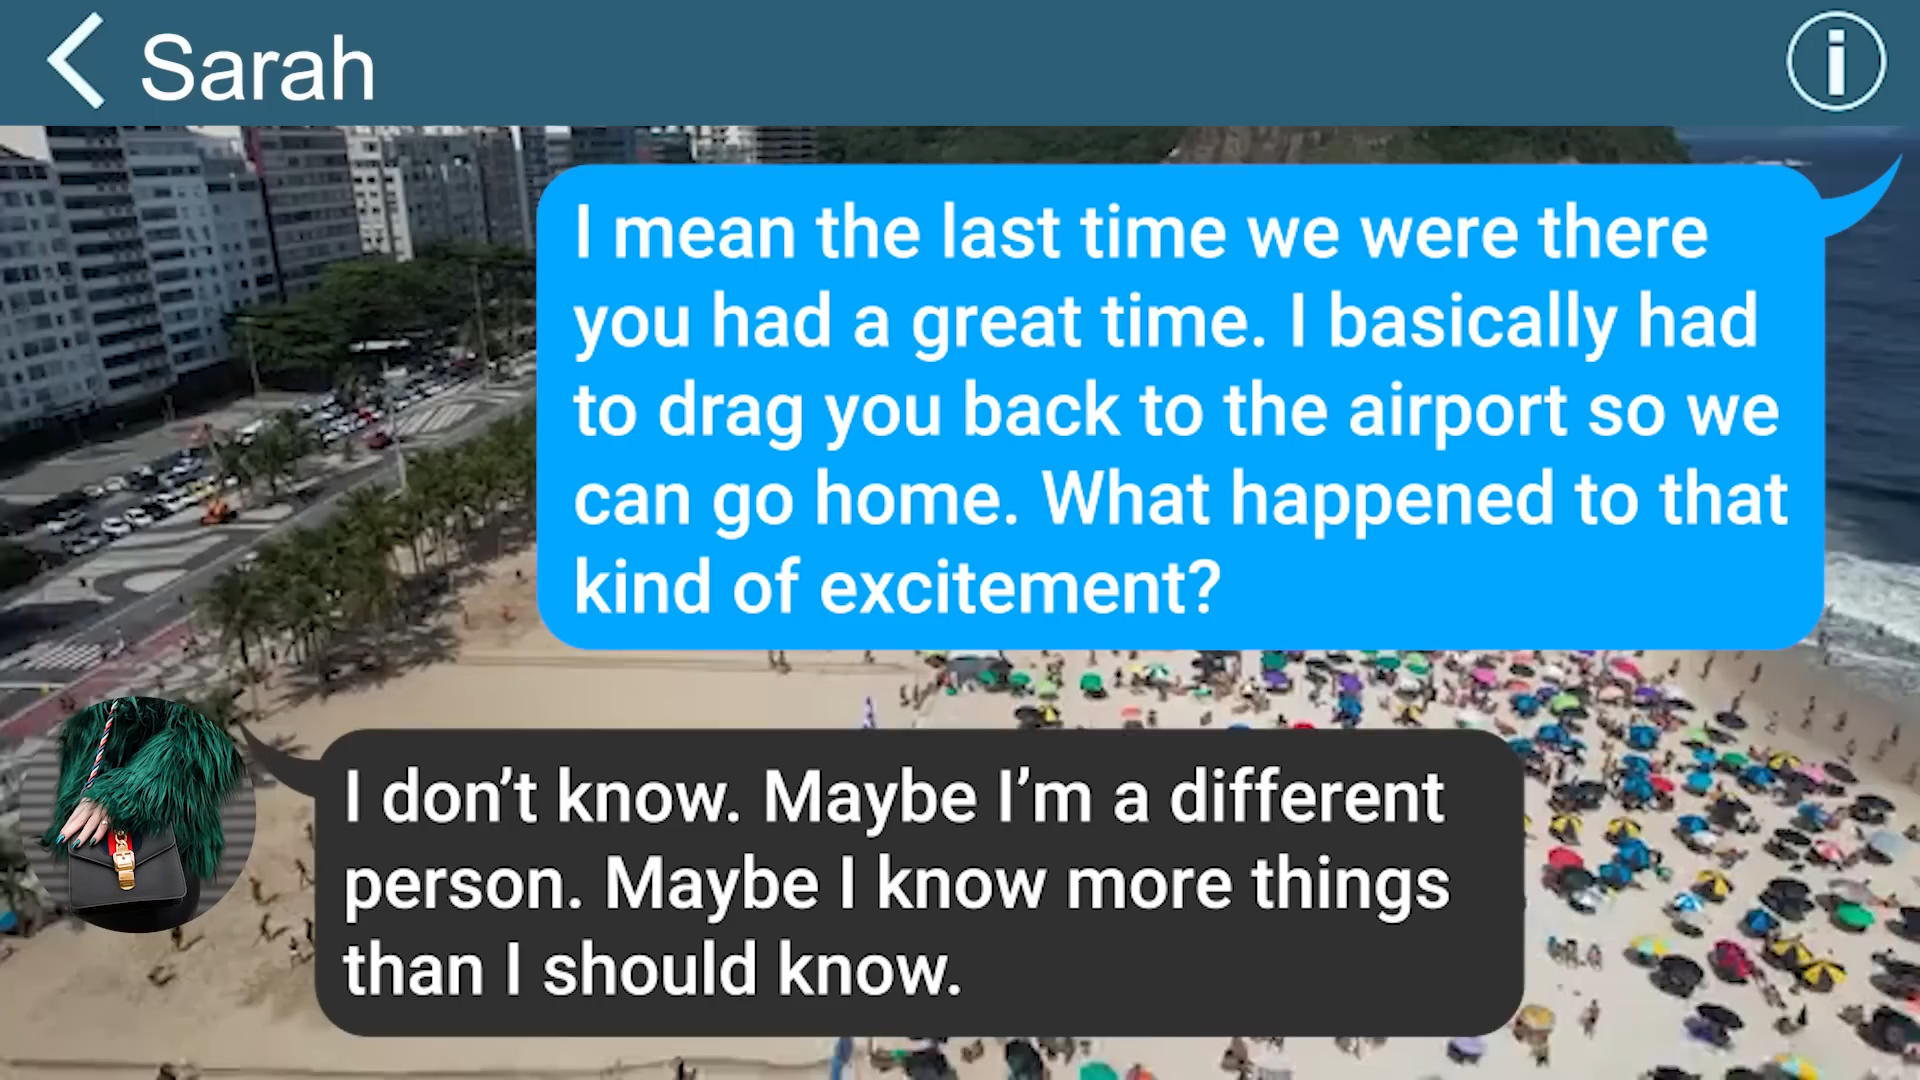 Sarah
I mean the last time we were there
you had a great time. I basically had
to drag you back to the airport so we
can go home. What happened to that
kind of excitement?
I don’t know. Maybe I’m a different
person. Maybe I know more things
than I should know.